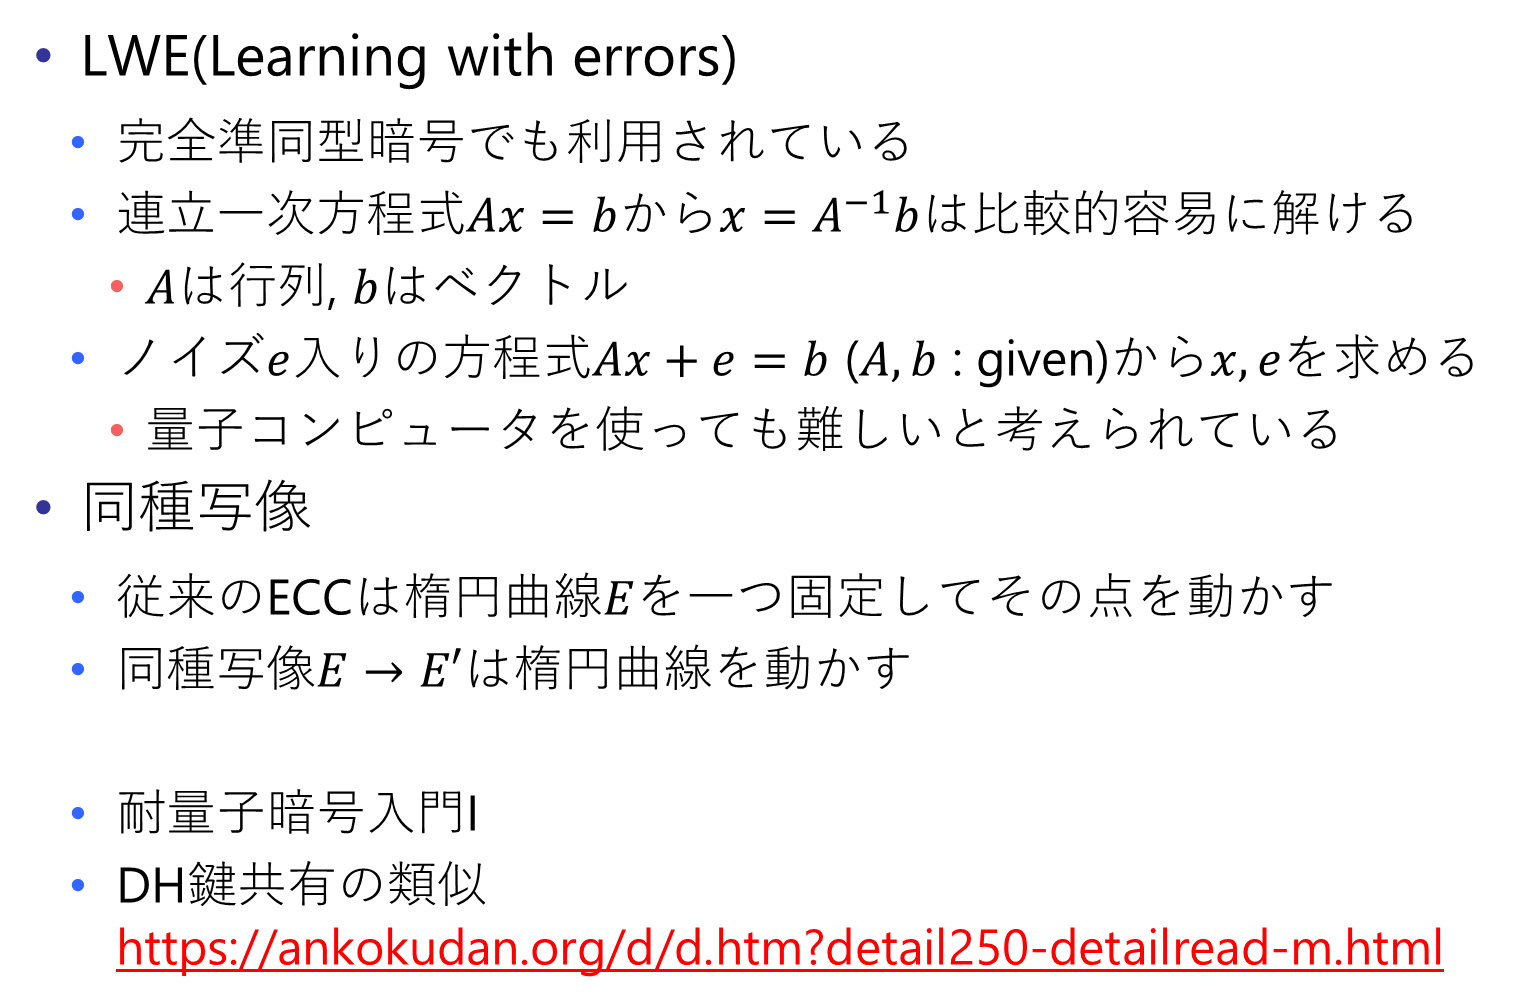 • LWE(Learning with errors)
• 完全準同型暗号でも利用されている
• 連立一次方程式Ax = bからx = A⁻¹bは比較的容易に解ける
• Aは行列, bはベクトル
• ノイズe入りの方程式Ax + e = b (A, b : given)からx, eを求める
• 量子コンピュータを使っても難しいと考えられている
• 同種写像
• 従来のECCは楕円曲線Eを一つ固定してその点を動かす
• 同種写像E → E′は楕円曲線を動かす
• 耐量子暗号入門I
• DH鍵共有の類似
https://ankokudan.org/d/d.htm?detail250-detailread-m.html